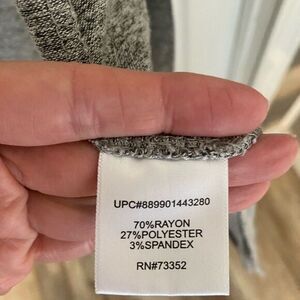 UPC#889901443280
70%RAYON
27%POLYESTER
3%SPANDEX
RN#73352